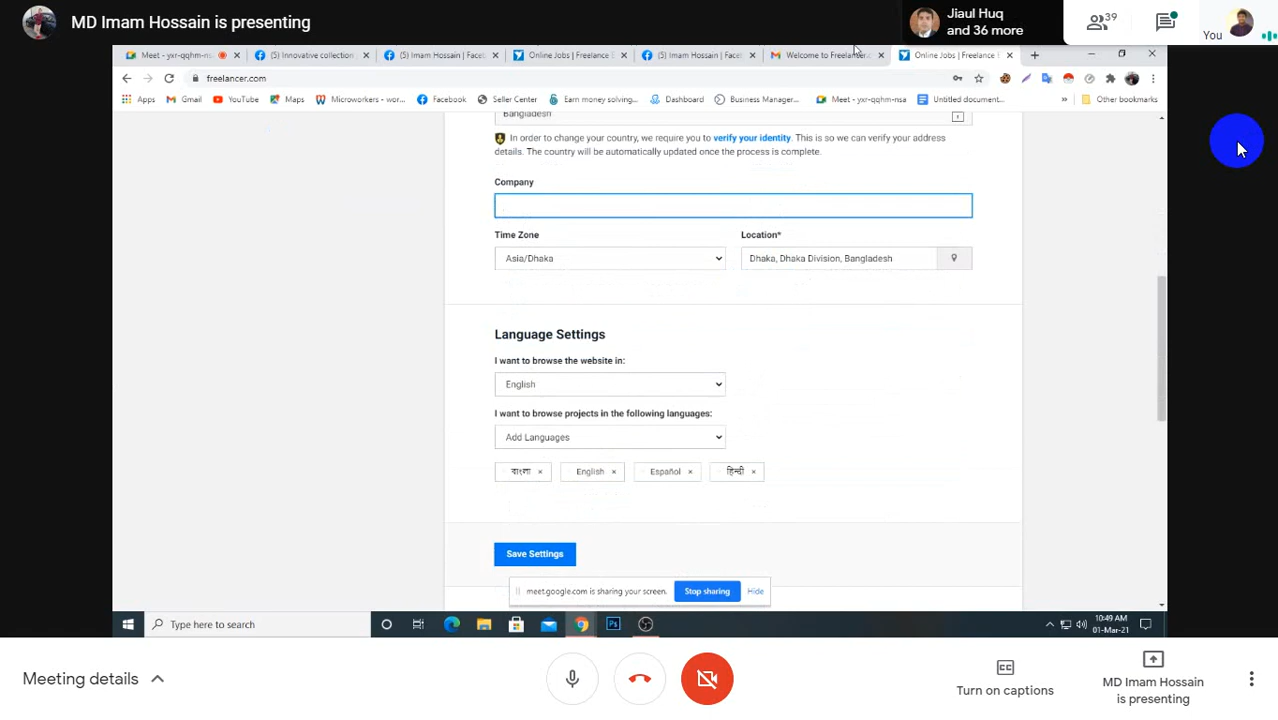 MD Imam Hossain is presenting
Jiaul Huq
and 36 more
39
You
Meet - yxr-qqhm-ns
(5) Innovative collection
(5) Imam Hossain | Faceb
Online Jobs | Freelance E
(5) Imam Hossain | Facel
Welcome to Freelancer.c
Online Jobs | Freelance E
freelancer.com
Apps
Gmail
YouTube
Maps
Microworkers - wor...
Facebook
Seller Center
Earn money solving...
Dashboard
Business Manager...
Meet - yxr-qqhm-nsa
Untitled document...
Other bookmarks
Bangladesh
In order to change your country, we require you to verify your identity. This is so we can verify your address
details. The country will be automatically updated once the process is complete.
Company
Time Zone
Location*
Asia/Dhaka
Dhaka, Dhaka Division, Bangladesh
Language Settings
I want to browse the website in:
English
I want to browse projects in the following languages:
Add Languages
বাংলা
English
Español
हिन्दी
Save Settings
meet.google.com is sharing your screen.
Stop sharing
Hide
Type here to search
Ps
10:49 AM
01-Mar-21
Meeting details
CC
Turn on captions
MD Imam Hossain
is presenting